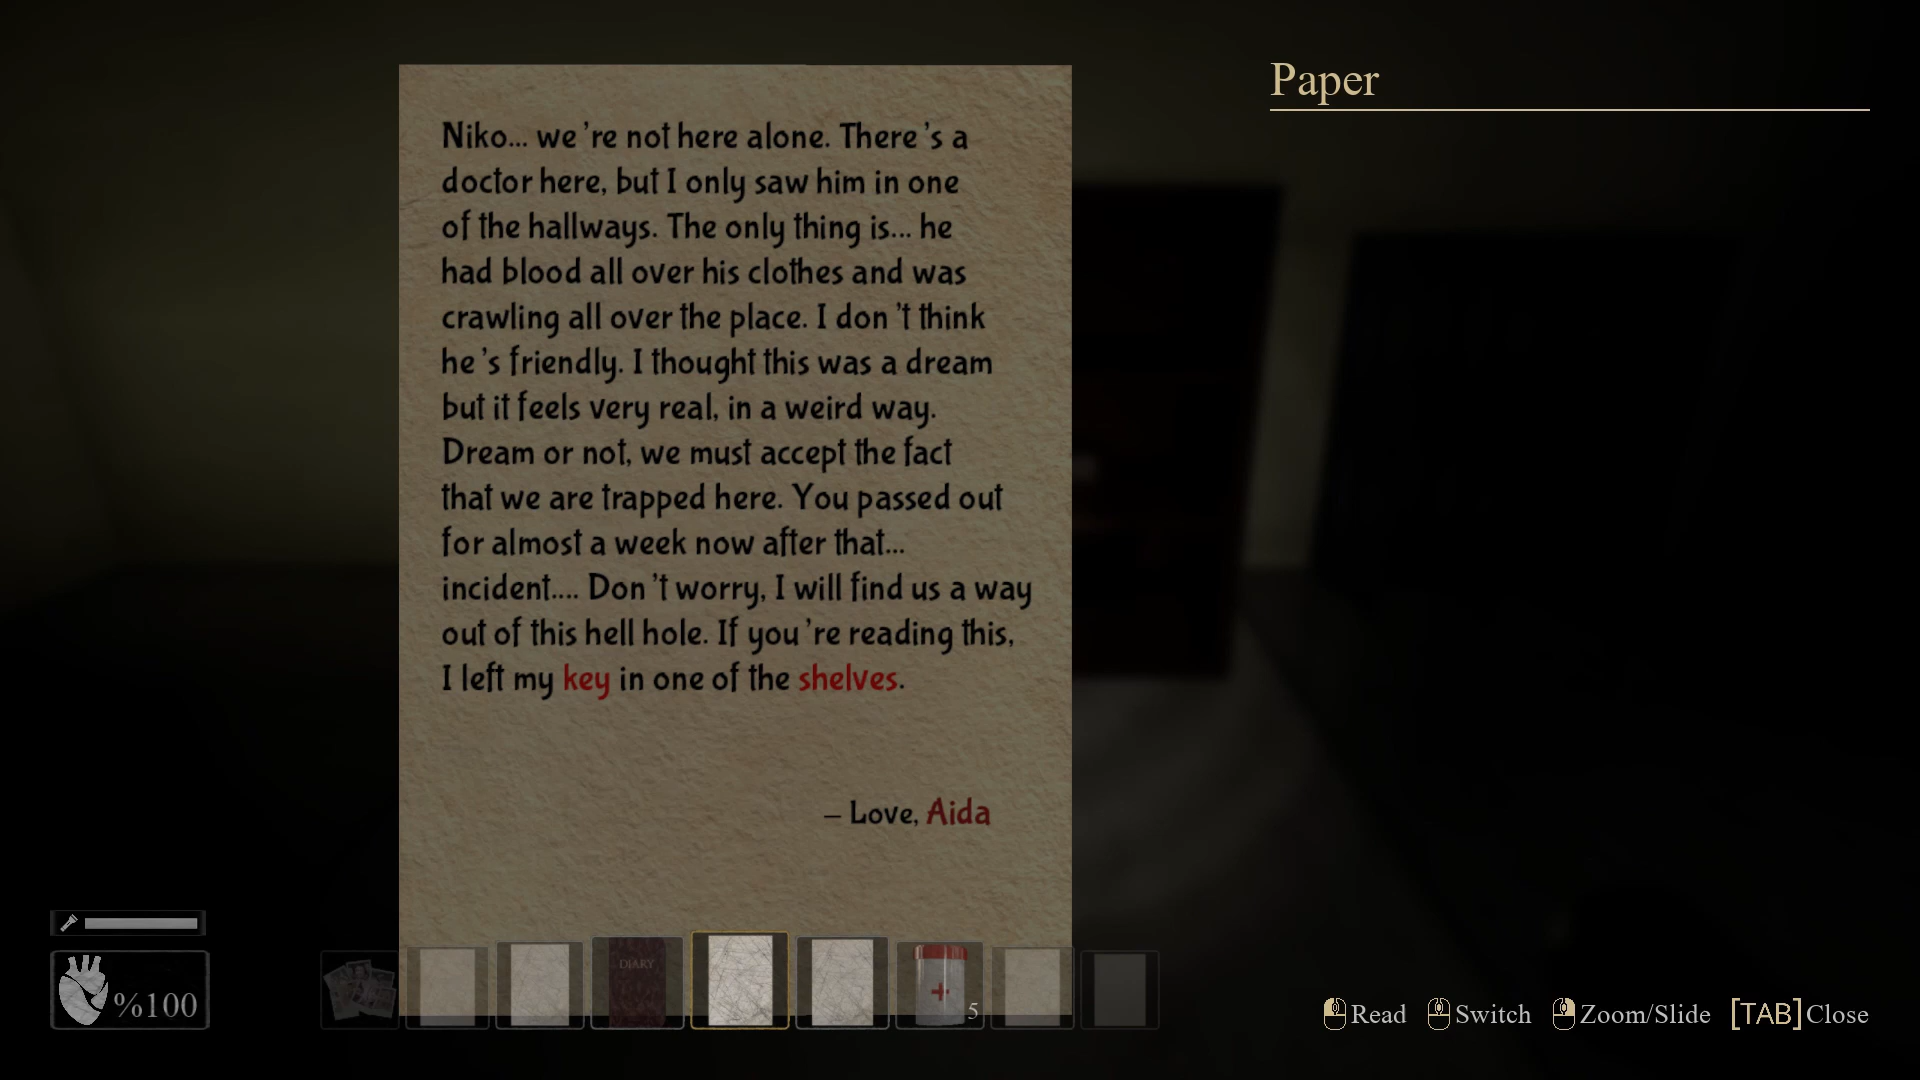 Paper
Niko... we're not here alone. There's a
doctor here, but I only saw him in one
of the hallways. The only thing is... he
had blood all over his clothes and was
crawling all over the place. I don't think
he's friendly. I thought this was a dream
but it feels very real, in a weird way.
Dream or not, we must accept the fact
that we are trapped here. You passed out
for almost a week now after that...
incident.... Don't worry, I will find us a way
out of this hell hole. If you're reading this,
I left my key in one of the shelves.
– Love, Aida
DIARY
5
%100
Read Switch Zoom/Slide [TAB] Close